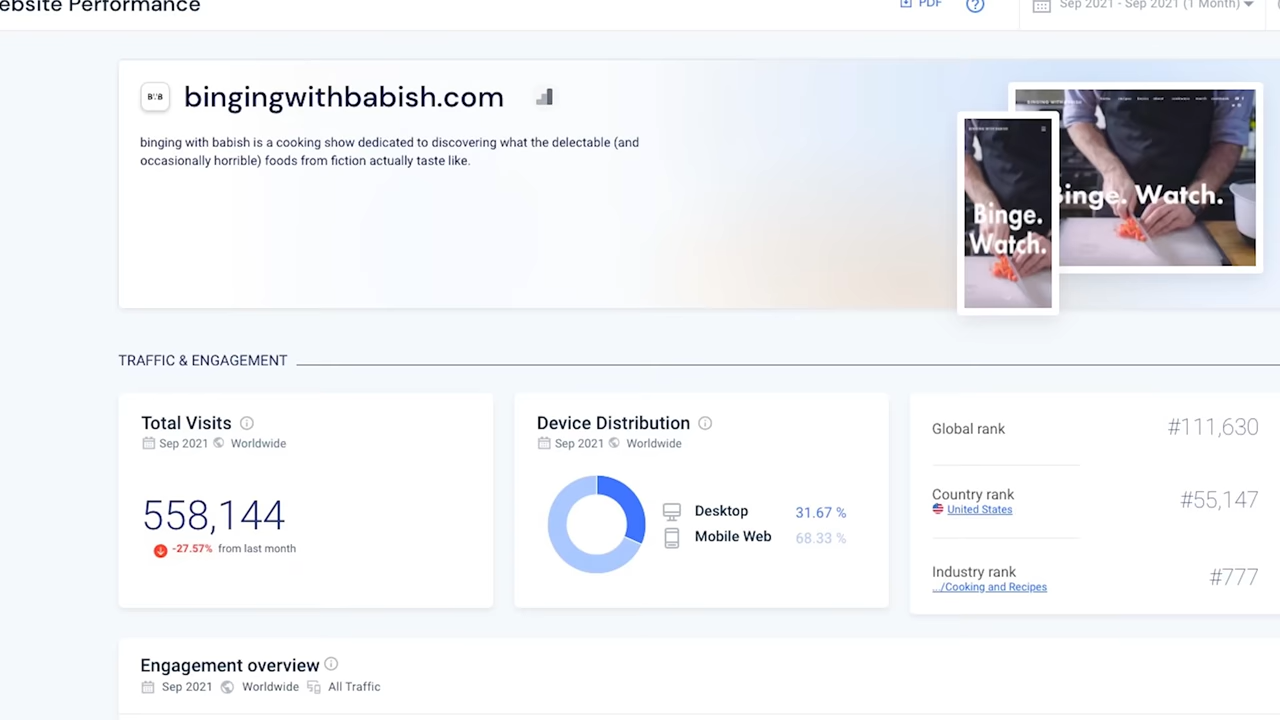 ebsite Performance
PDF
?
Sep 2021 - Sep 2021 (1 Month)
B\/\/B
bingingwithbabish.com
binging with babish is a cooking show dedicated to discovering what the delectable (and
occasionally horrible) foods from fiction actually taste like.
Binge. Watch.
Binge.
Watch.
TRAFFIC & ENGAGEMENT
Total Visits
Sep 2021 Worldwide
558,144
-27.57% from last month
Device Distribution
Sep 2021 Worldwide
Desktop 31.67 %
Mobile Web 68.33 %
Global rank #111,630
Country rank #55,147
United States
Industry rank #777
.../Cooking and Recipes
Engagement overview
Sep 2021 Worldwide All Traffic